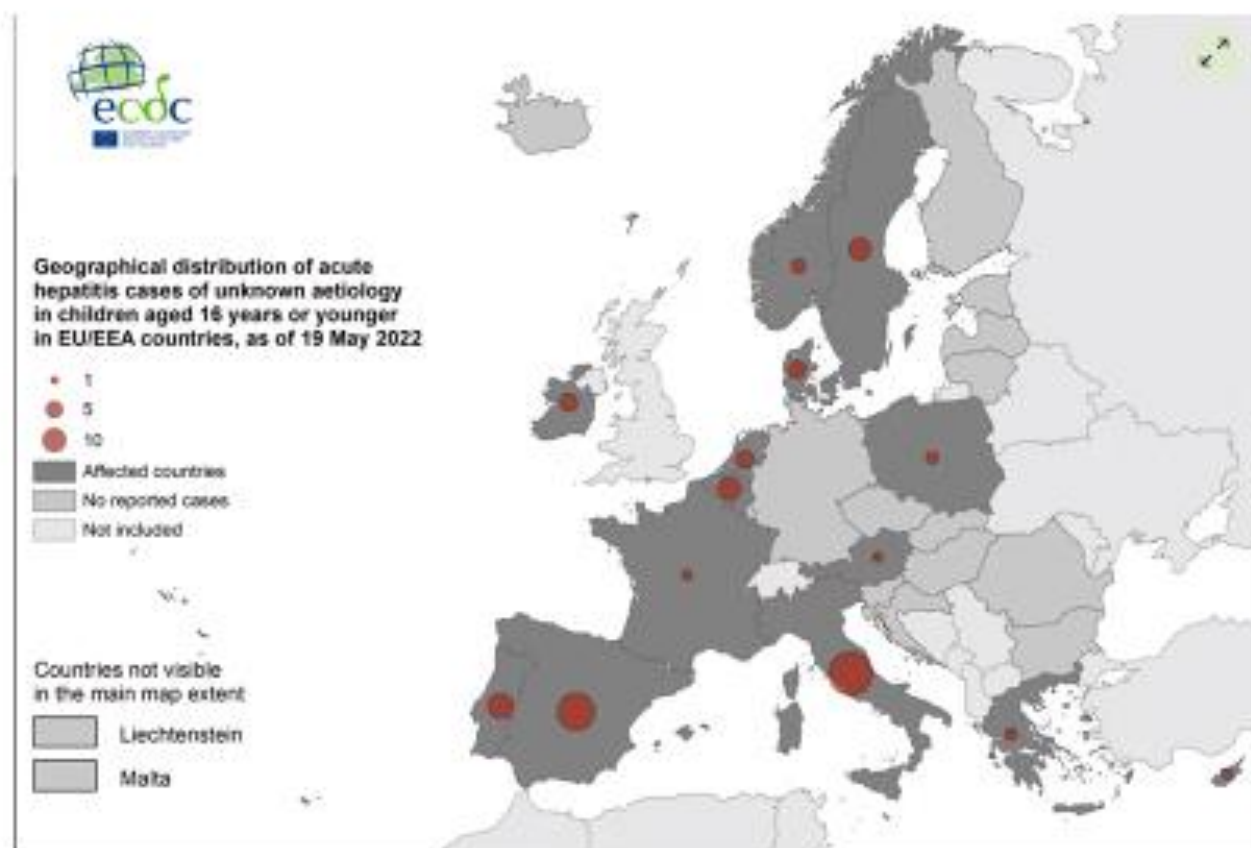 ecdc
Geographical distribution of acute
hepatitis cases of unknown aetiology
in children aged 16 years or younger
in EU/EEA countries, as of 19 May 2022
1
5
10
Affected countries
No reported cases
Not included
Countries not visible
in the main map extent
Liechtenstein
Malta